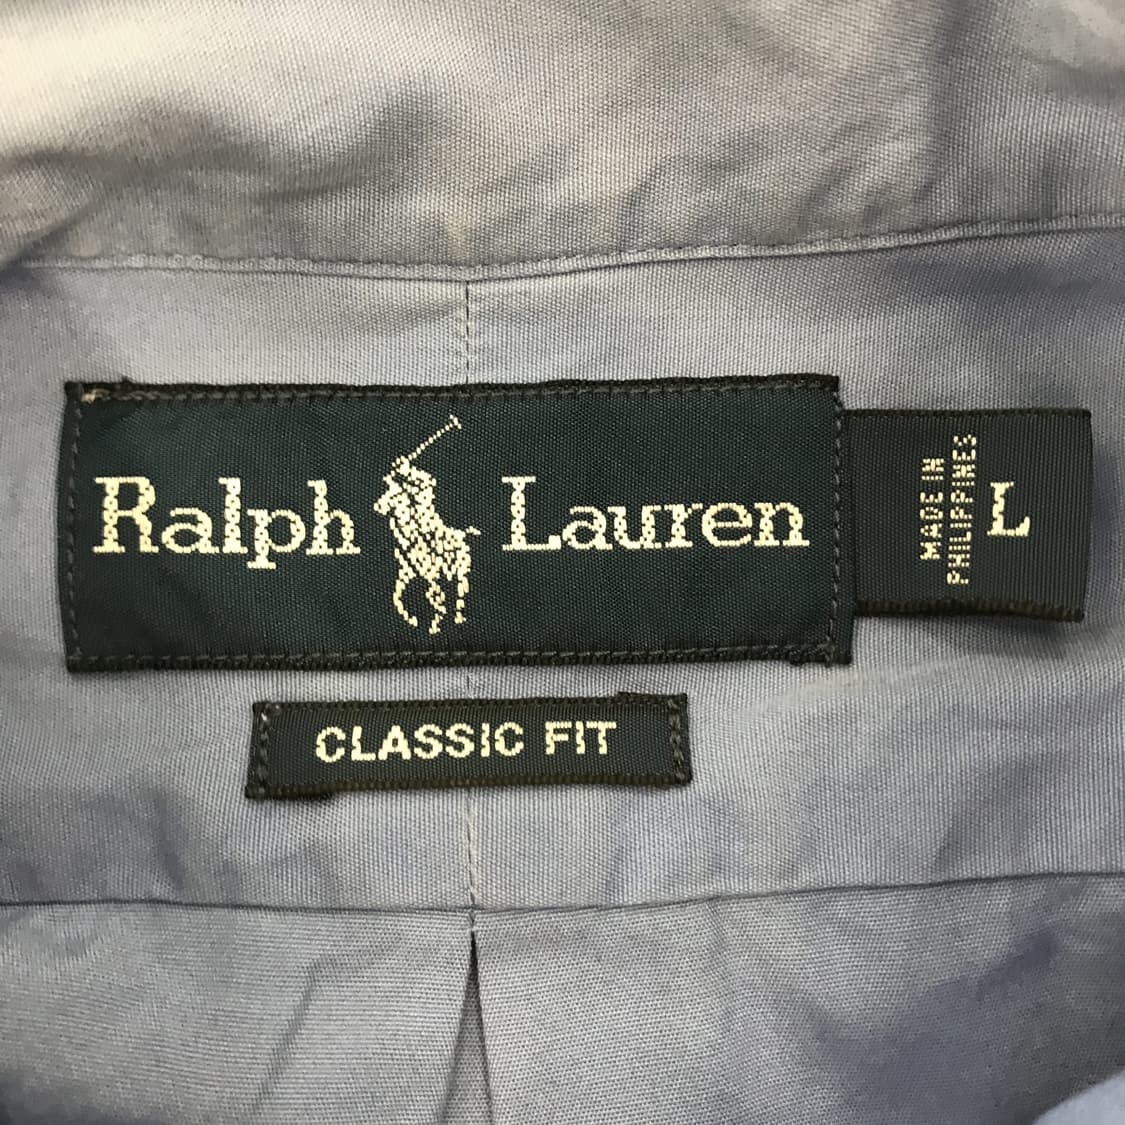 Ralph Lauren
MADE IN
PHILIPPINES
L
CLASSIC FIT